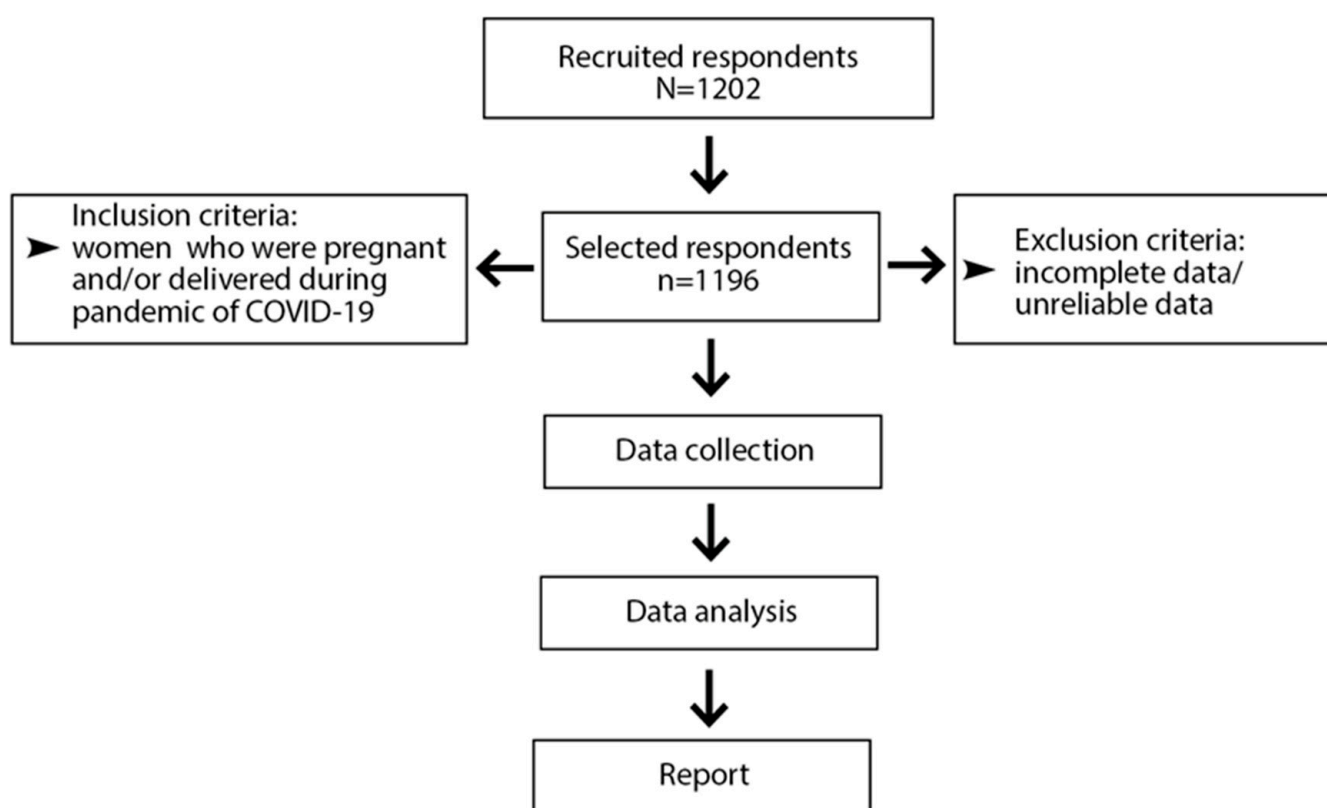 Recruited respondents
N=1202
Inclusion criteria:
women who were pregnant
and/or delivered during
pandemic of COVID-19
Selected respondents
n=1196
Exclusion criteria:
incomplete data/
unreliable data
Data collection
Data analysis
Report